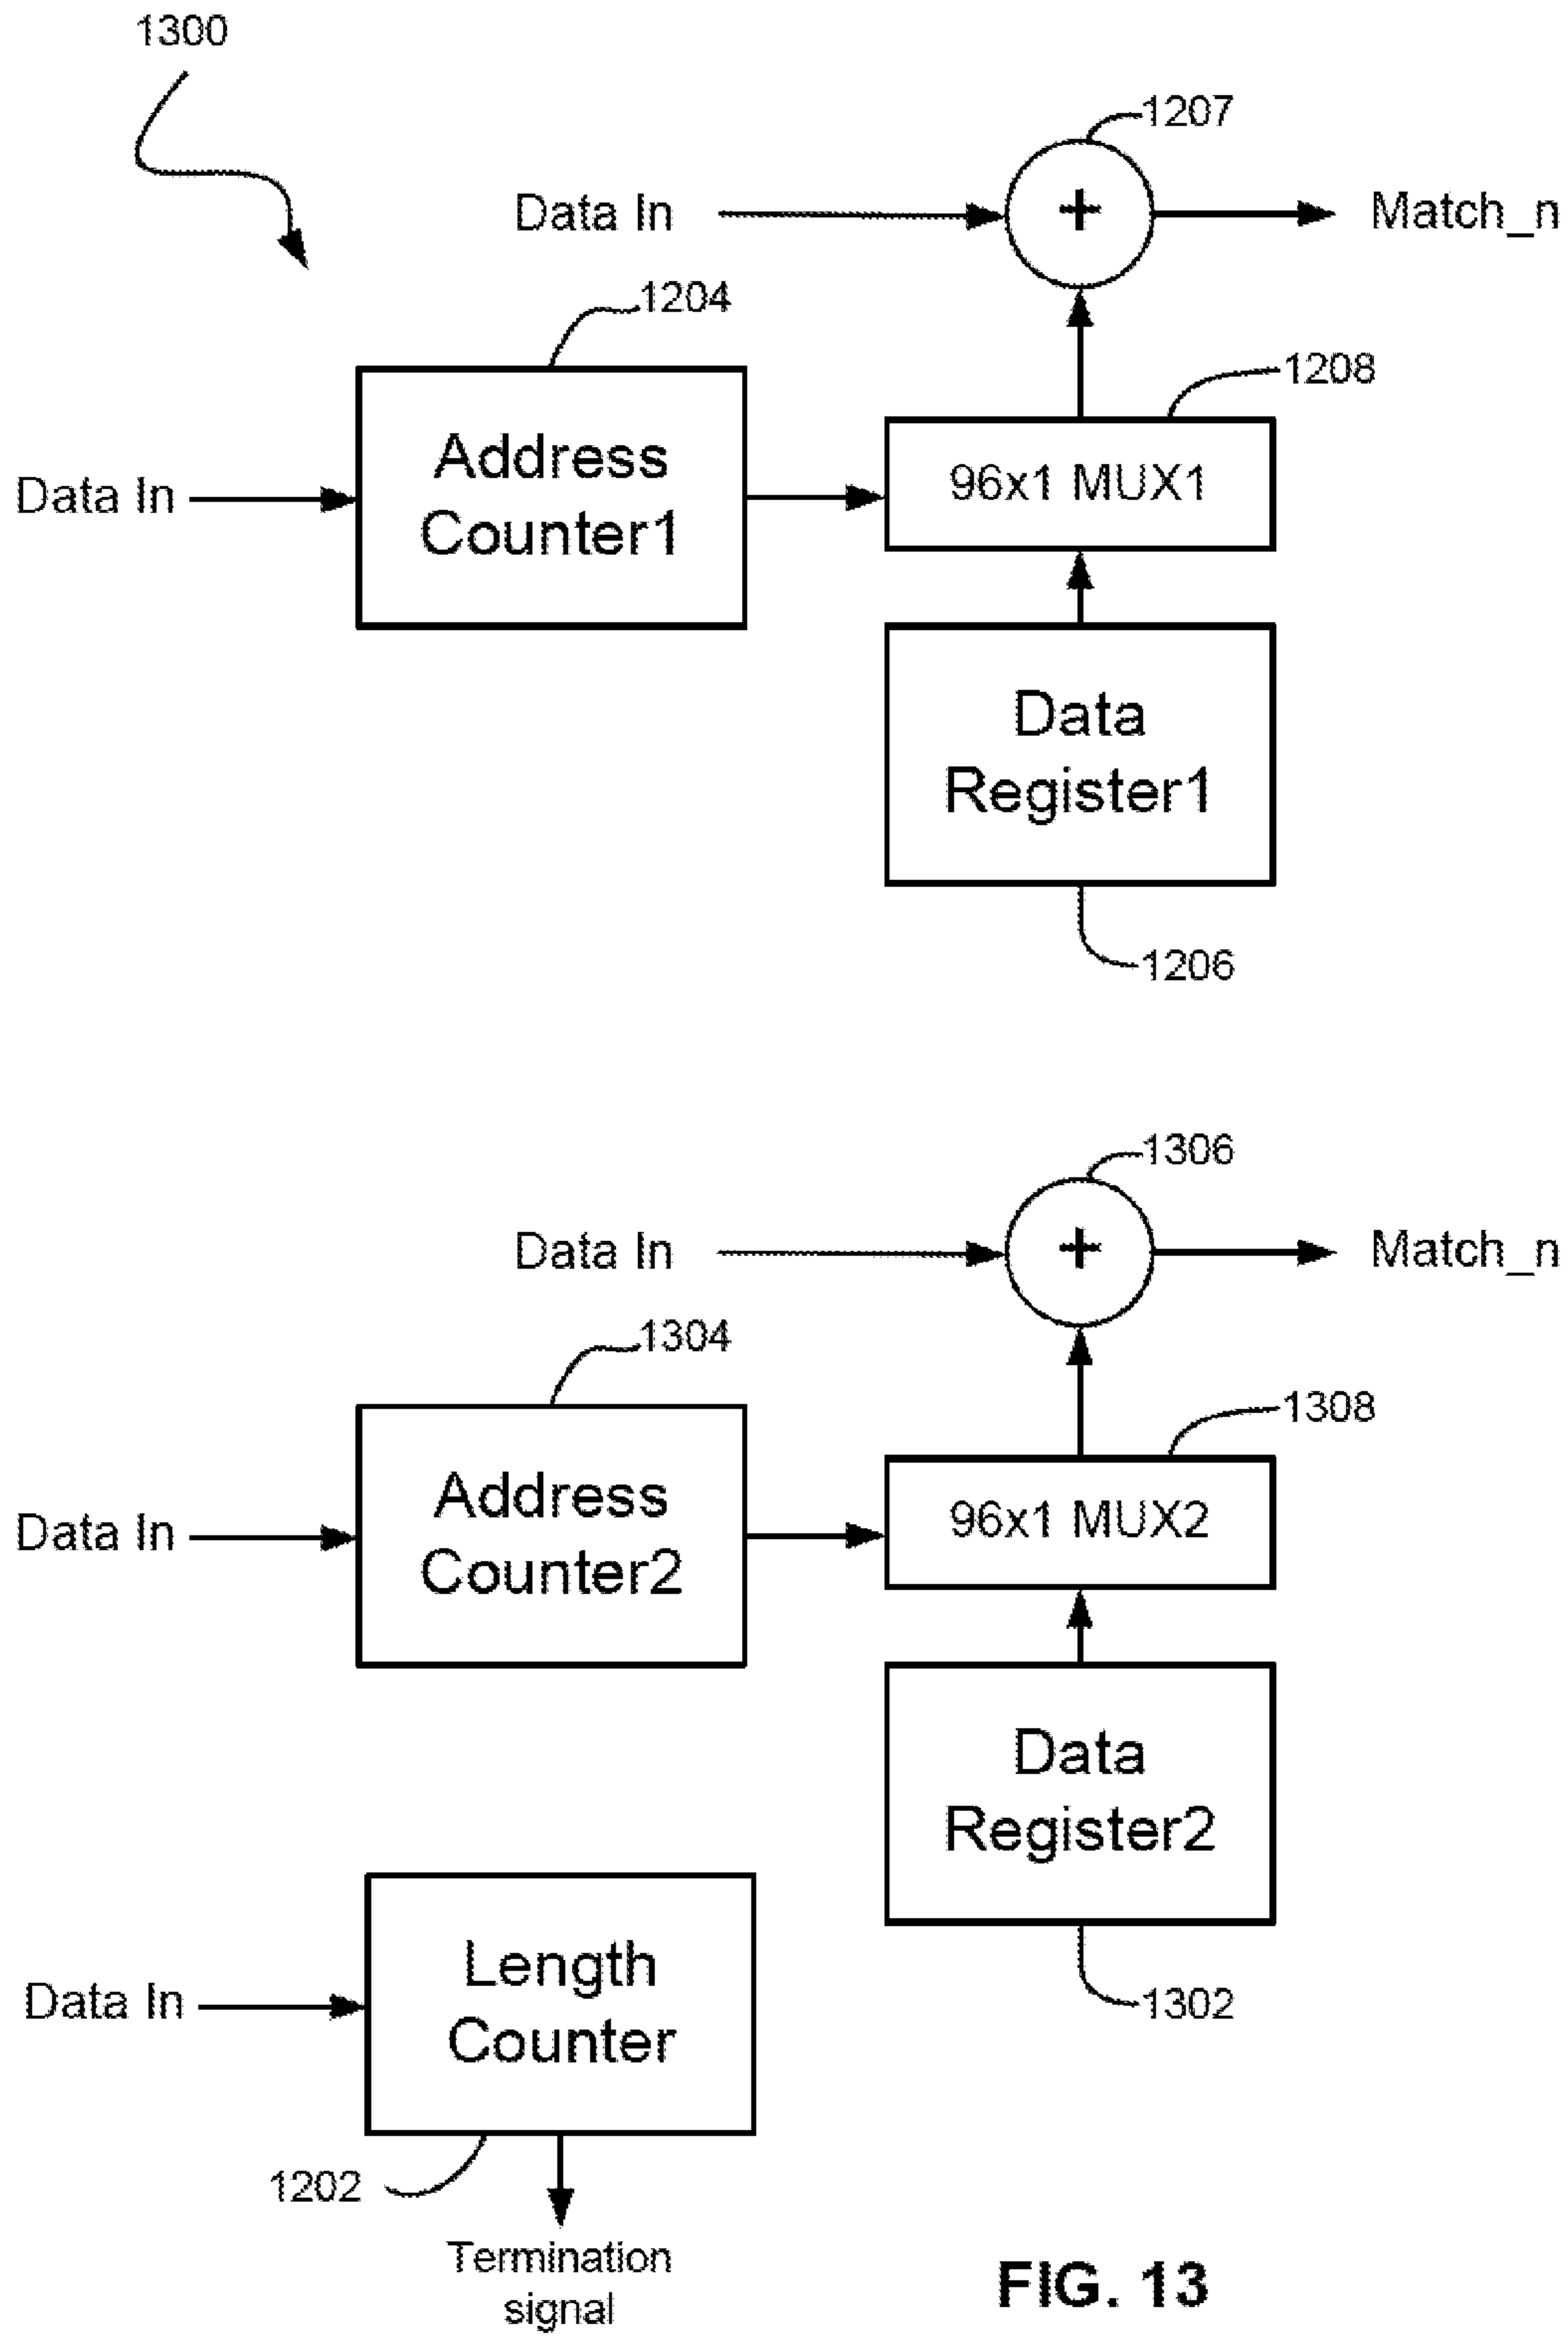 1300
1207
Data In
+
Match_n
1204
1208
Data In
Address
Counter1
96x1 MUX1
Data
Register1
1206
1306
Data In
+
Match_n
1304
1308
Data In
Address
Counter2
96x1 MUX2
Data
Register2
1302
Data In
Length
Counter
1202
Termination
signal
FIG. 13